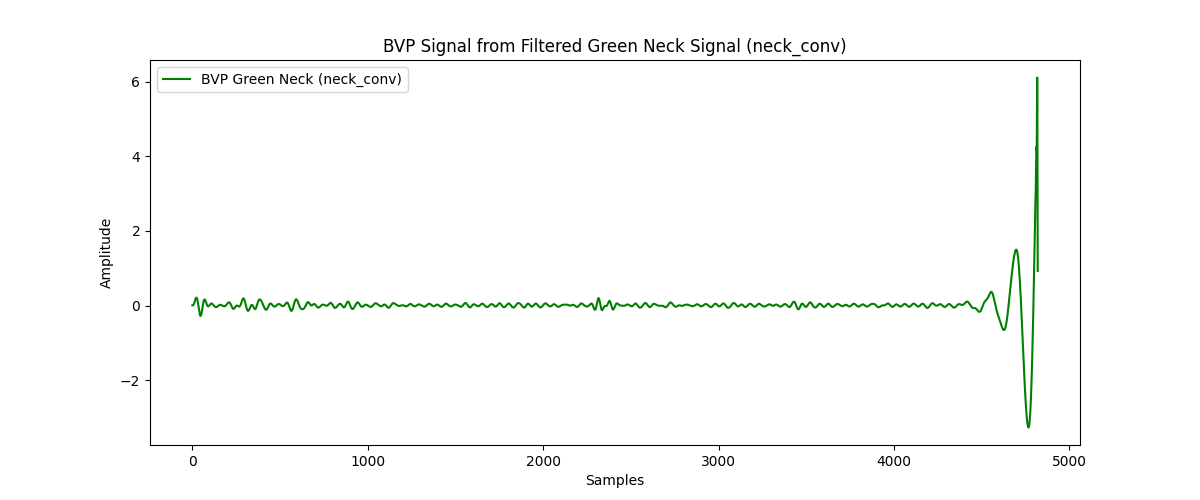 BVP Signal from Filtered Green Neck Signal (neck_conv)
BVP Green Neck (neck_conv)
6
4
2
0
−2
Amplitude
0 1000 2000 3000 4000 5000
Samples